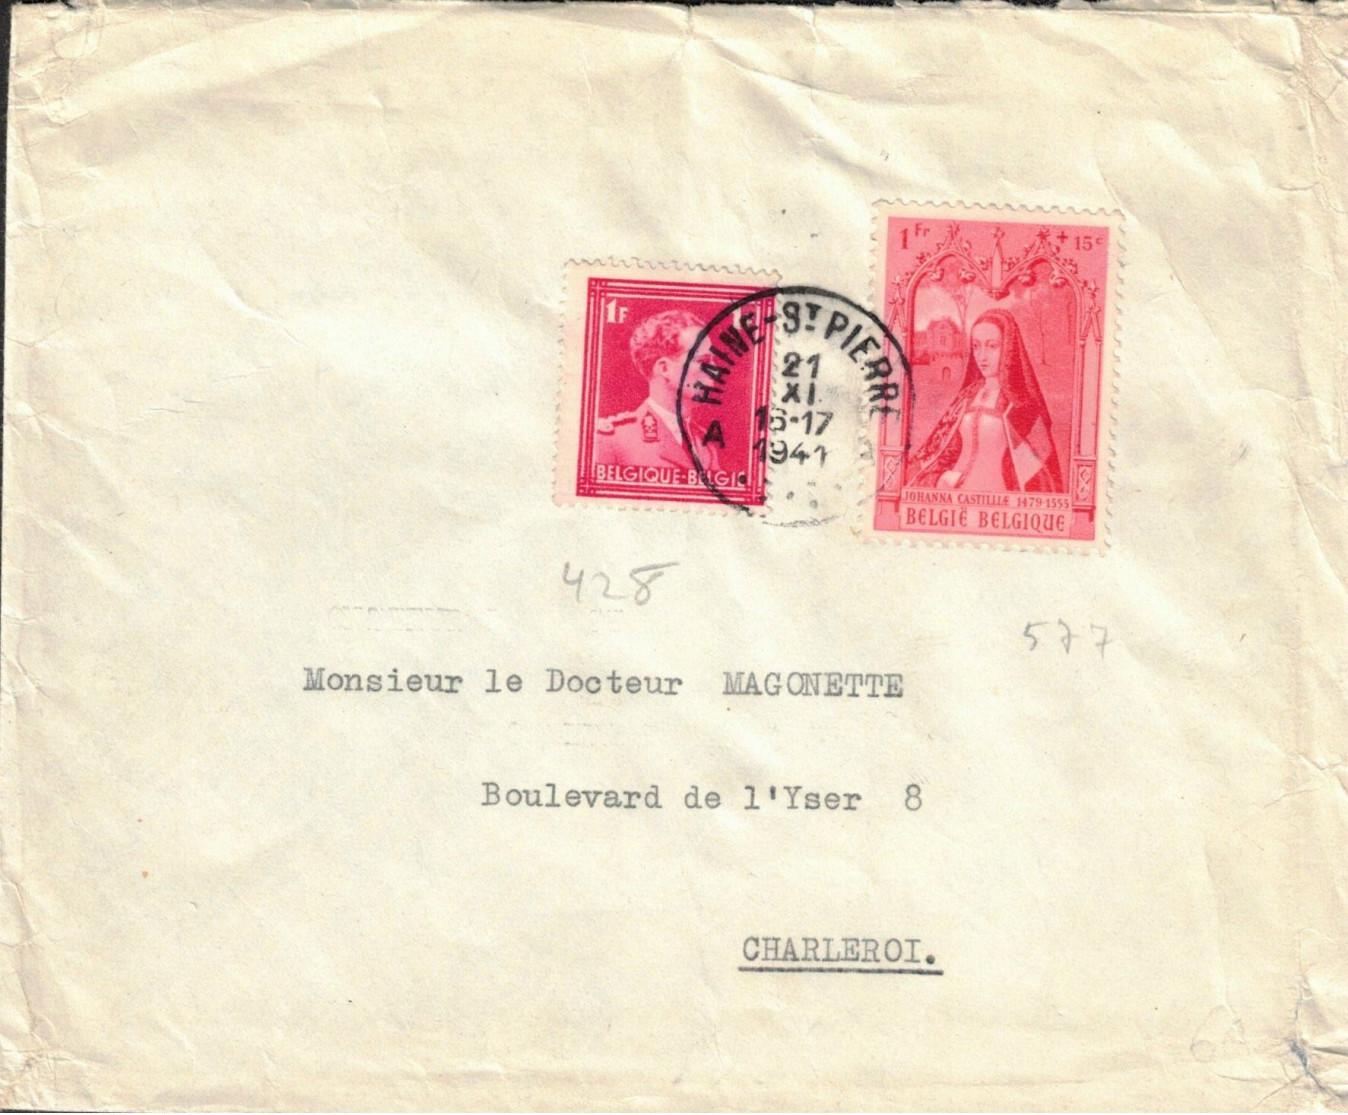 1Fr + 15c
1F
HAINE-ST PIERRE
21
XI
16-17
1941
A
BELGIQUE-BELGIË
JOHANNA CASTILLIË 1479-1555
BELGIË BELGIQUE
428
577
Monsieur le Docteur MAGONETTE
Boulevard de l'Yser 8
CHARLEROI.